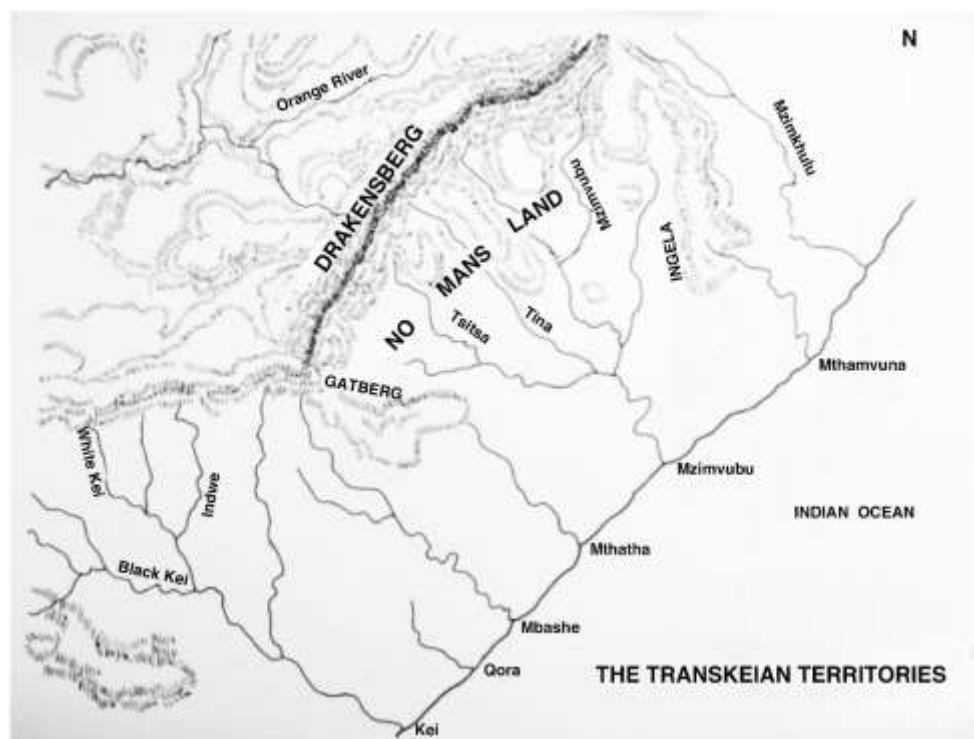 N
Orange River
Mzimkhulu
DRAKENSBERG
NO MANS LAND
Mzimvubu
INGELA
Tsitsa
Tina
GATBERG
Mthamvuna
White Kei
Indwe
Mzimvubu
INDIAN OCEAN
Mthatha
Black Kei
Mbashe
Qora
THE TRANSKEIAN TERRITORIES
Kei